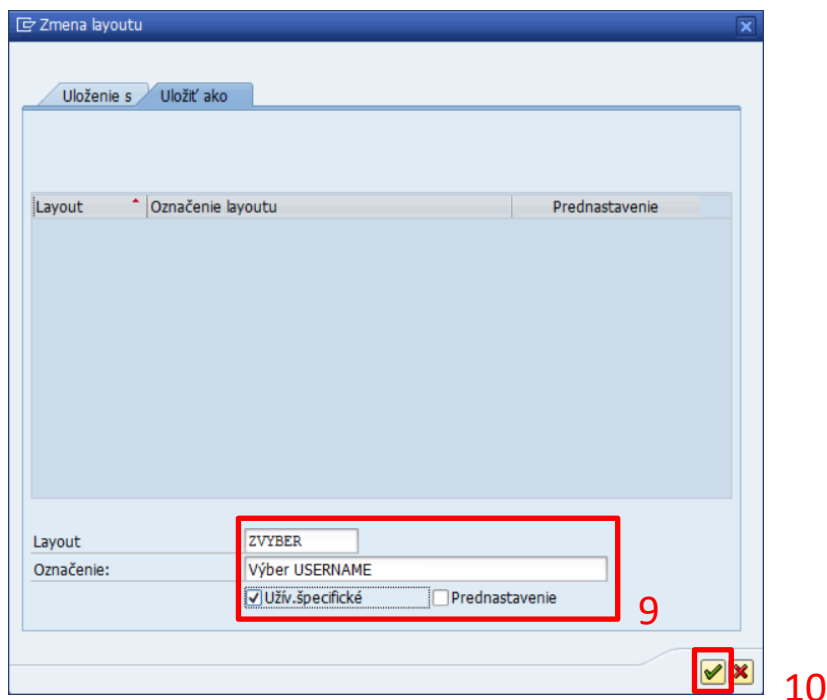 Zmena layoutu
Uloženie s Uložiť ako
Layout Označenie layoutu Prednastavenie
Layout ZVYBER
Označenie: Výber USERNAME
Užív.špecifické Prednastavenie
9
10